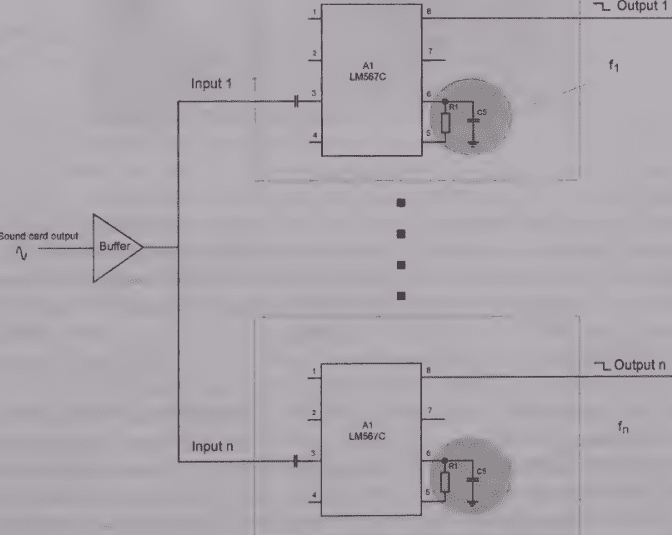 Output 1
1
8
A1
LM567C
2
7
f1
Input 1
3
6
R1
C5
4
5
Sound card output
Buffer
Output n
1
8
A1
LM567C
2
7
fn
Input n
3
6
R1
C5
4
5